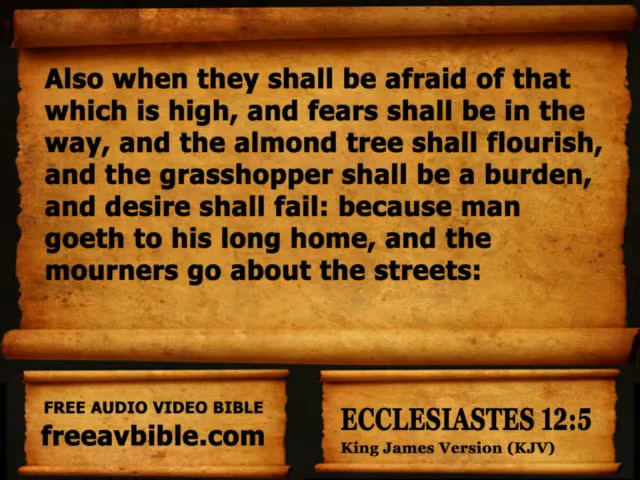 Also when they shall be afraid of that
which is high, and fears shall be in the
way, and the almond tree shall flourish,
and the grasshopper shall be a burden,
and desire shall fail: because man
goeth to his long home, and the
mourners go about the streets:
FREE AUDIO VIDEO BIBLE
freeavbible.com
ECCLESIASTES 12:5
King James Version (KJV)